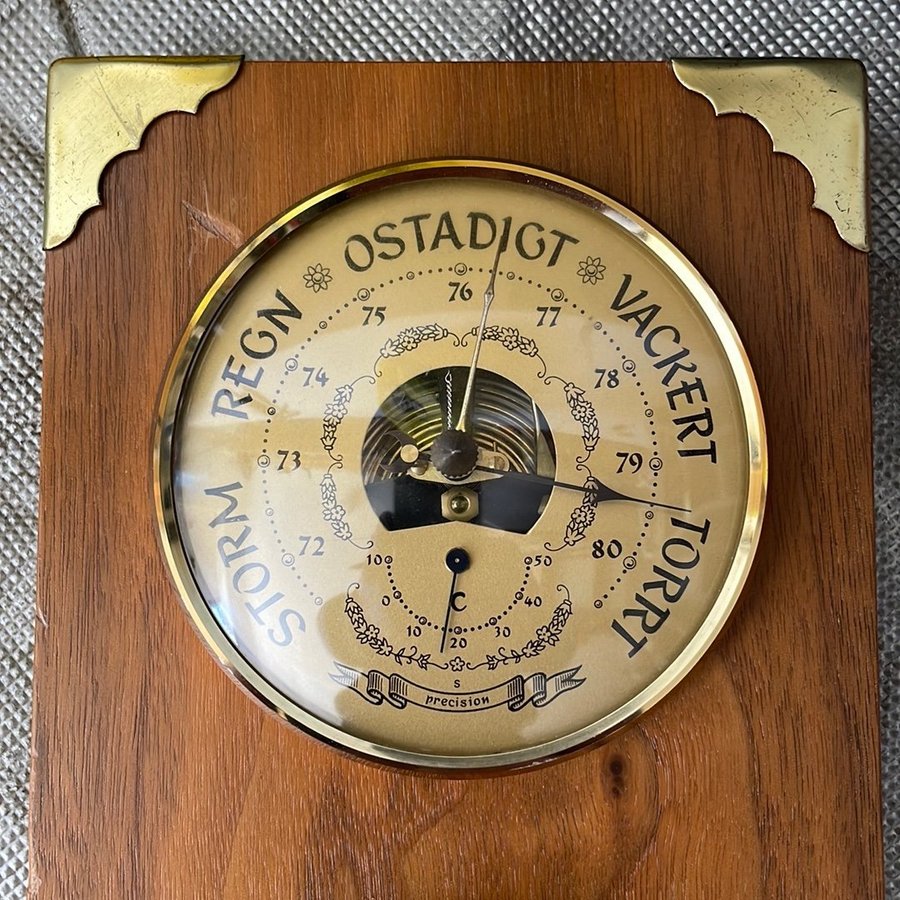 STORM
REGN
OSTADIGT
VACKERT
TORRT
72
73
74
75
76
77
78
79
80
10 50
0 40
10 30
20
C
S
precision